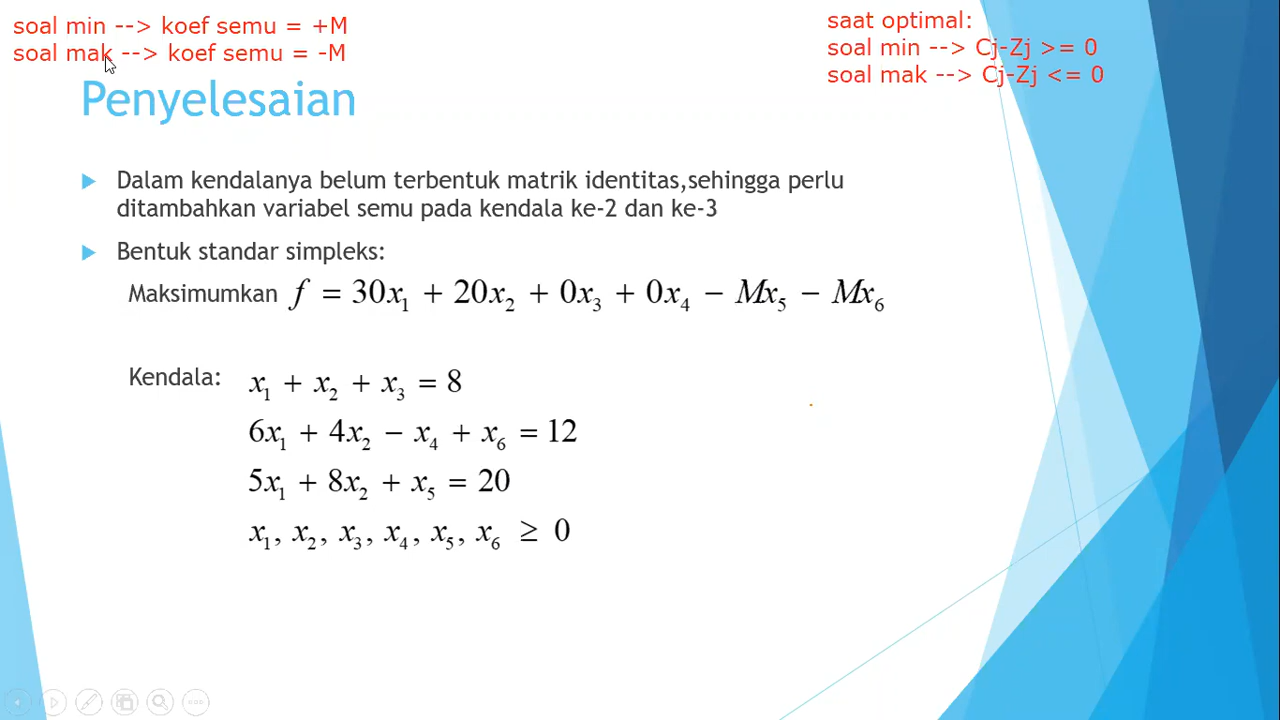 soal min --> koef semu = +M
soal mak --> koef semu = -M
saat optimal:
soal min --> Cj-Zj >= 0
soal mak --> Cj-Zj <= 0
Penyelesaian
Dalam kendalanya belum terbentuk matrik identitas,sehingga perlu
ditambahkan variabel semu pada kendala ke-2 dan ke-3
Bentuk standar simpleks:
Maksimumkan f = 30x₁ + 20x₂ + 0x₃ + 0x₄ − Mx₅ − Mx₆
Kendala: x₁ + x₂ + x₃ = 8
6x₁ + 4x₂ − x₄ + x₆ = 12
5x₁ + 8x₂ + x₅ = 20
x₁, x₂, x₃, x₄, x₅, x₆ ≥ 0